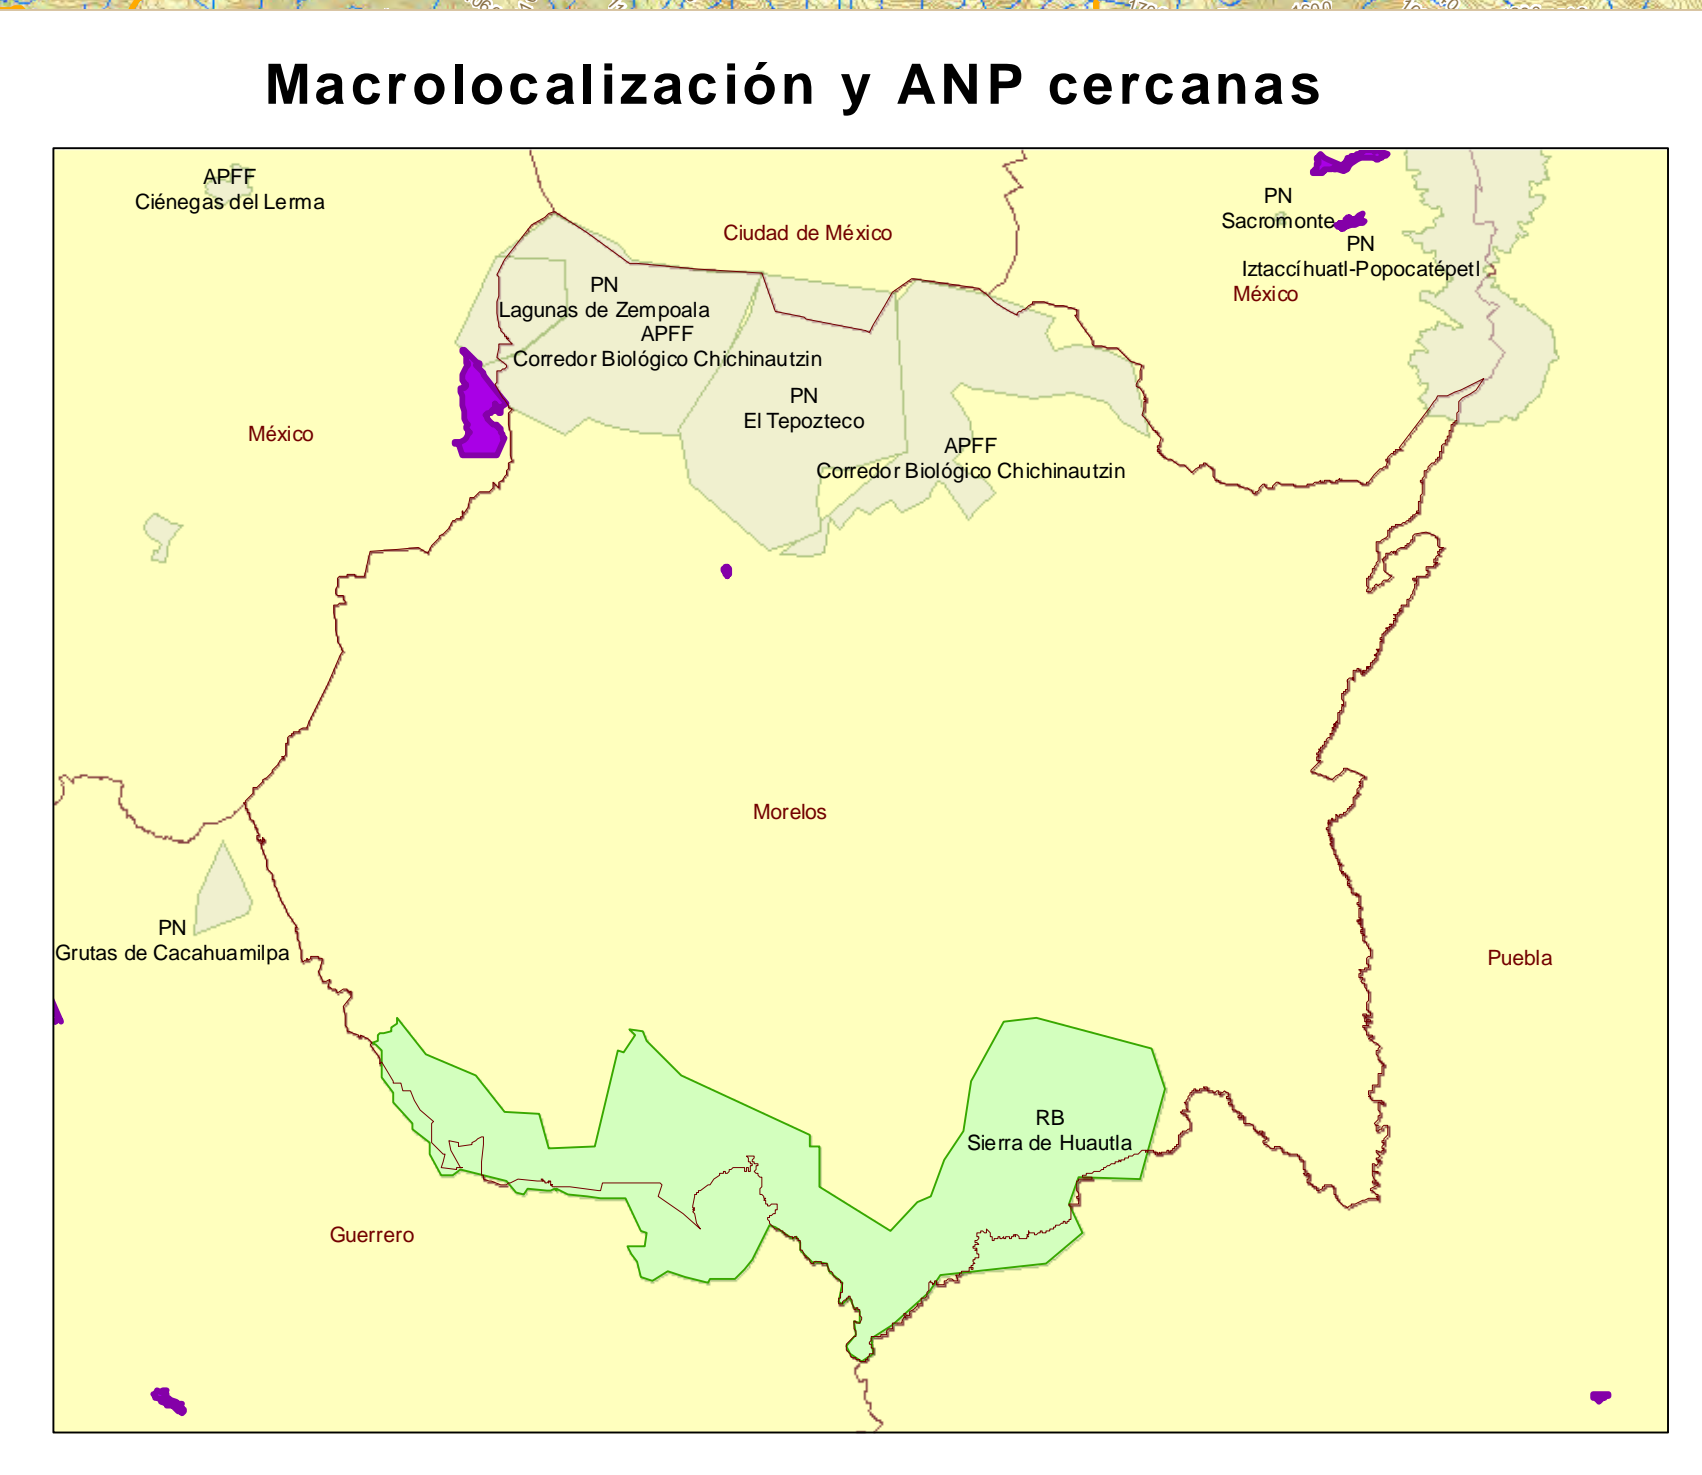 Macrolocalización y ANP cercanas
APFF
Ciénegas del Lerma
Ciudad de México
PN
Sacromonte
PN
Iztaccíhuatl-Popocatépetl
México
PN
Lagunas de Zempoala
APFF
Corredor Biológico Chichinautzin
PN
El Tepozteco
México
APFF
Corredor Biológico Chichinautzin
Morelos
PN
Grutas de Cacahuamilpa
Puebla
RB
Sierra de Huautla
Guerrero